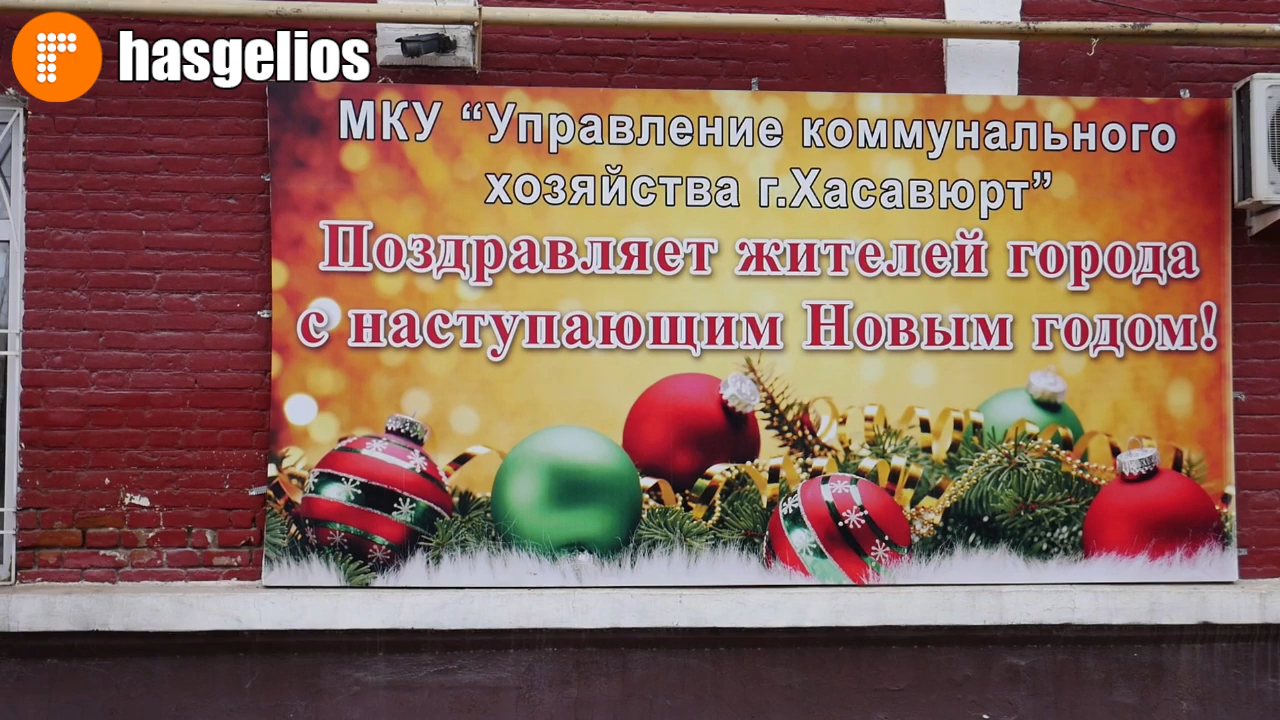 hasgelios
МКУ “Управление коммунального
хозяйства г.Хасавюрт”
Поздравляет жителей города
с наступающим Новым годом!